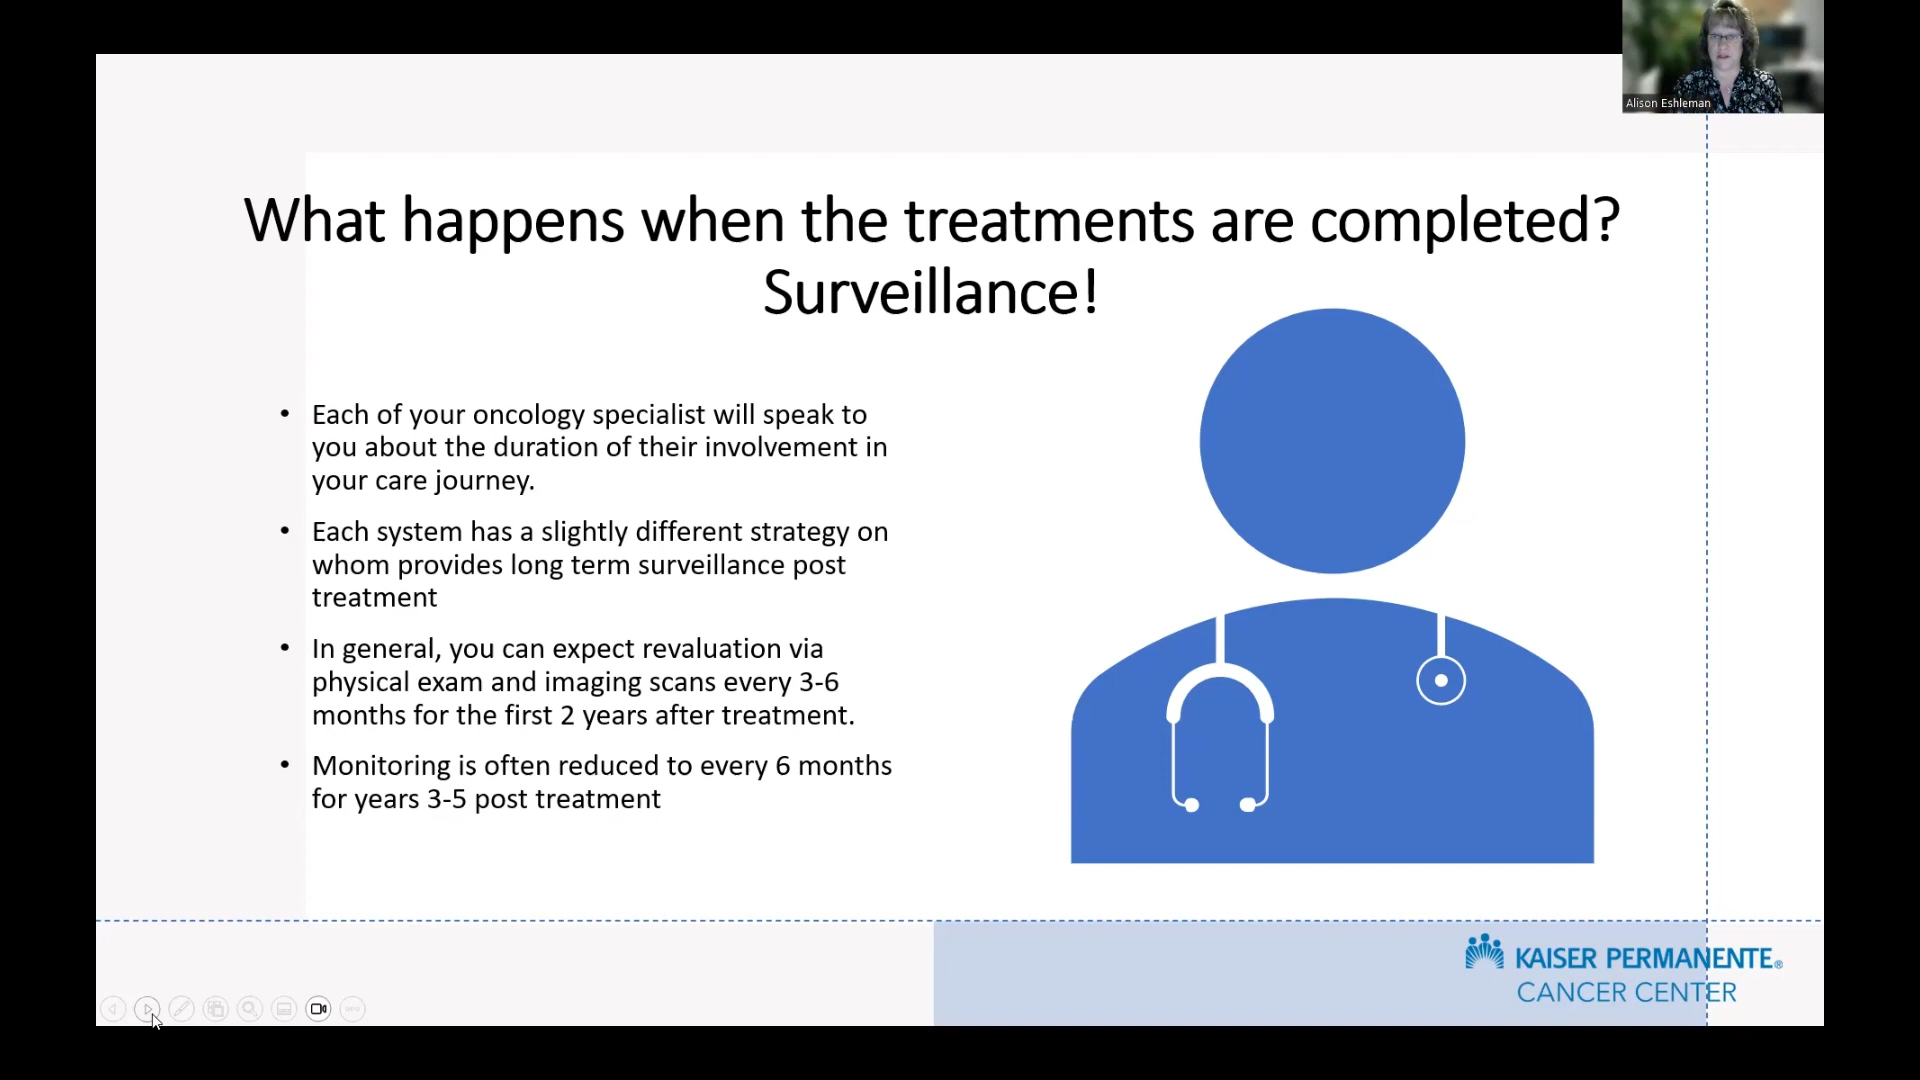 Alison Eshleman
What happens when the treatments are completed?
Surveillance!
• Each of your oncology specialist will speak to
you about the duration of their involvement in
your care journey.
• Each system has a slightly different strategy on
whom provides long term surveillance post
treatment
• In general, you can expect revaluation via
physical exam and imaging scans every 3-6
months for the first 2 years after treatment.
• Monitoring is often reduced to every 6 months
for years 3-5 post treatment
KAISER PERMANENTE®
CANCER CENTER